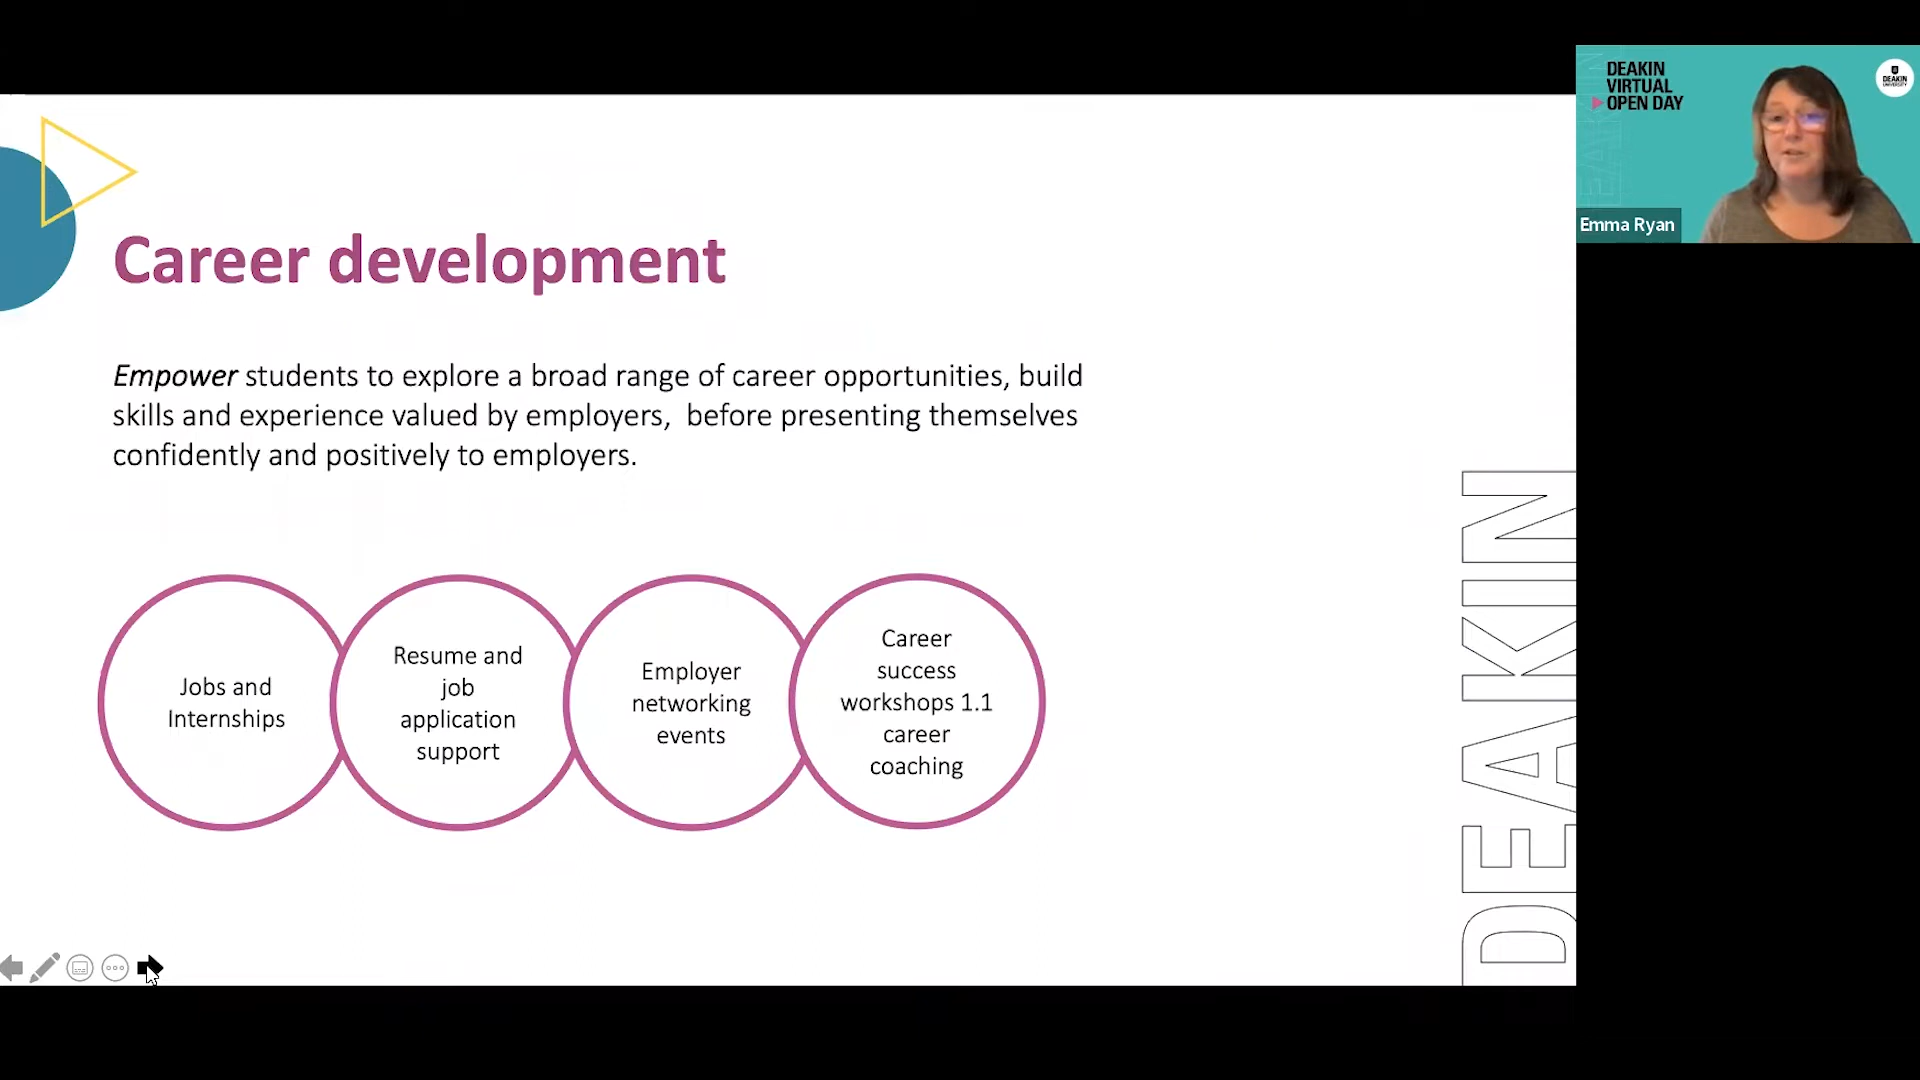 Career development
Empower students to explore a broad range of career opportunities, build
skills and experience valued by employers,  before presenting themselves
confidently and positively to employers.
Jobs and
Internships
Resume and
job
application
support
Employer
networking
events
Career
success
workshops 1.1
career
coaching
DEAKIN
DEAKIN
VIRTUAL
OPEN DAY
DEAKIN
UNIVERSITY
Emma Ryan